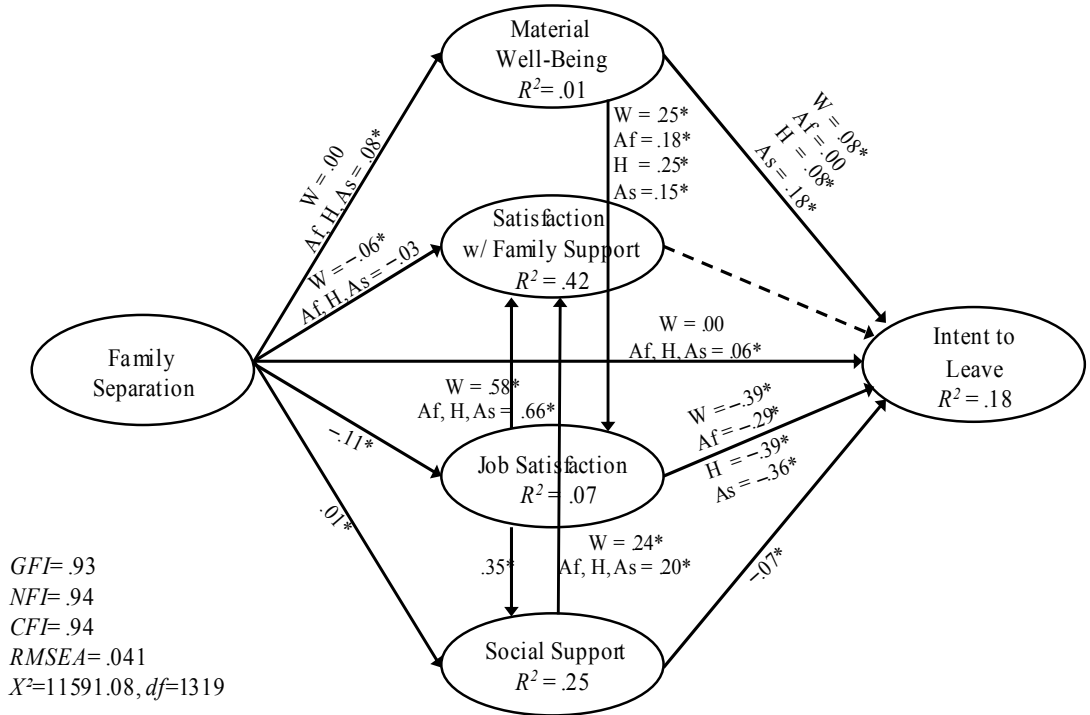 Material
Well-Being
R²= .01
W = .00
Af, H, As = .08*
W = .25*
Af = .18*
H = .25*
As = .15*
W = .08*
Af = .00
H = .08*
As = .18*
Satisfaction
w/ Family Support
R² = .42
W = –.06*
Af, H, As = –.03
Family
Separation
W = .00
Af, H, As = .06*
Intent to
Leave
R² = .18
W = .58*
Af, H, As = .66*
–.11*
Job Satisfaction
R² = .07
W = –.39*
Af = –.29*
H = –.39*
As = –.36*
.01*
.35*
W = .24*
Af, H, As = .20*
–.07*
Social Support
R² = .25
GFI= .93
NFI= .94
CFI= .94
RMSEA= .041
X²=11591.08, df=1319